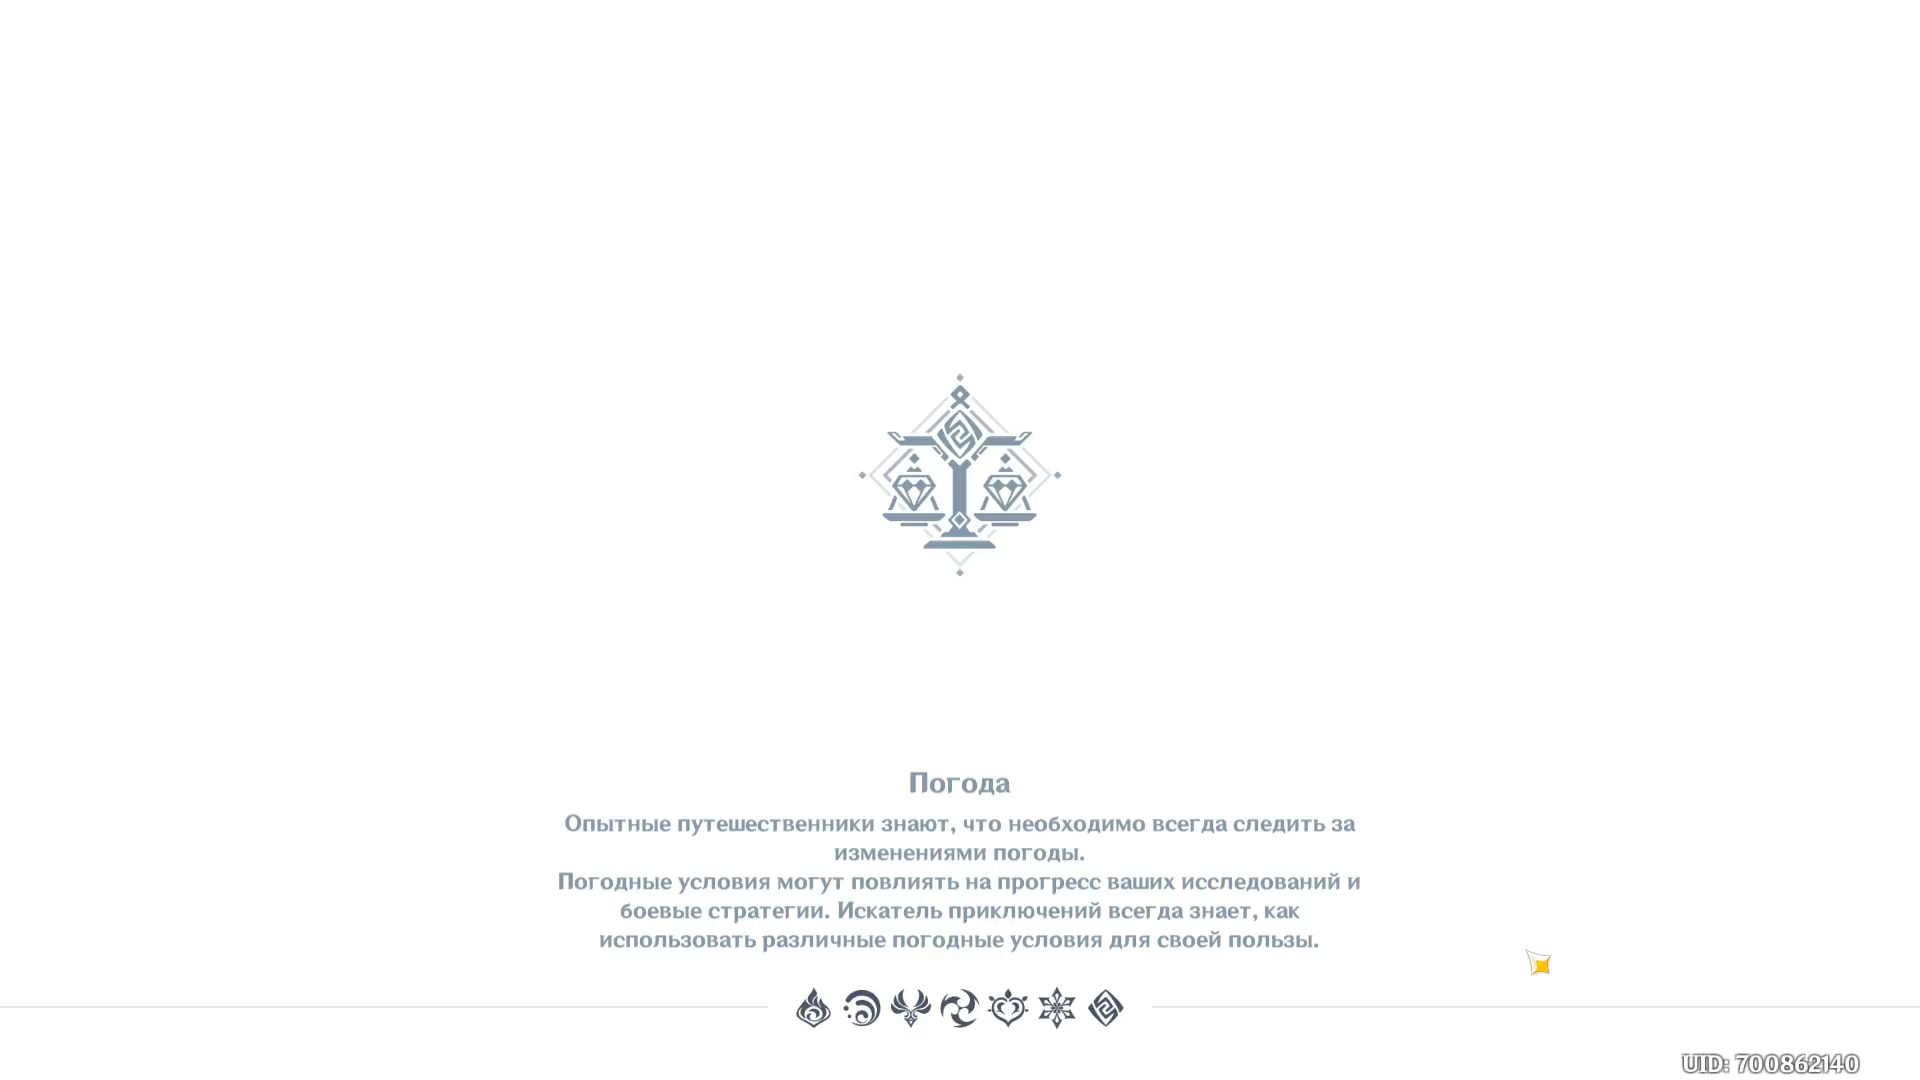 Погода
Опытные путешественники знают, что необходимо всегда следить за
изменениями погоды.
Погодные условия могут повлиять на прогресс ваших исследований и
боевые стратегии. Искатель приключений всегда знает, как
использовать различные погодные условия для своей пользы.
UID: 700862140